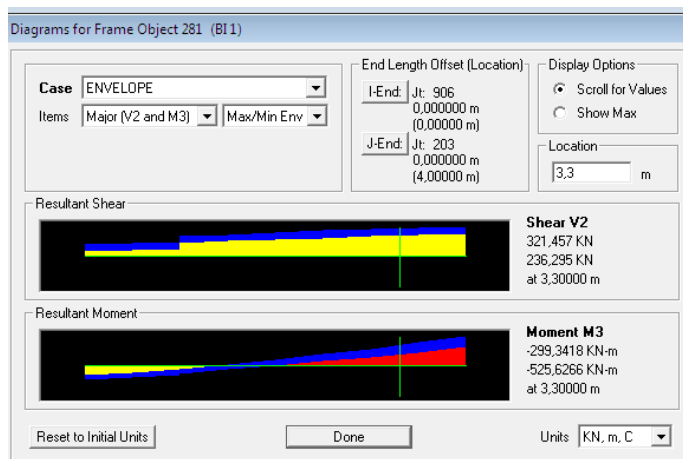 Diagrams for Frame Object 281 (BI 1)
Case ENVELOPE
Items Major (V2 and M3) Max/Min Env
End Length Offset (Location)
I-End: Jt: 906
0,000000 m
(0,00000 m)
J-End: Jt: 203
0,000000 m
(4,00000 m)
Display Options
Scroll for Values
Show Max
Location
3,3 m
Resultant Shear
Shear V2
321,457 KN
236,295 KN
at 3,30000 m
Resultant Moment
Moment M3
-299,3418 KN-m
-525,6266 KN-m
at 3,30000 m
Reset to Initial Units Done Units KN, m, C